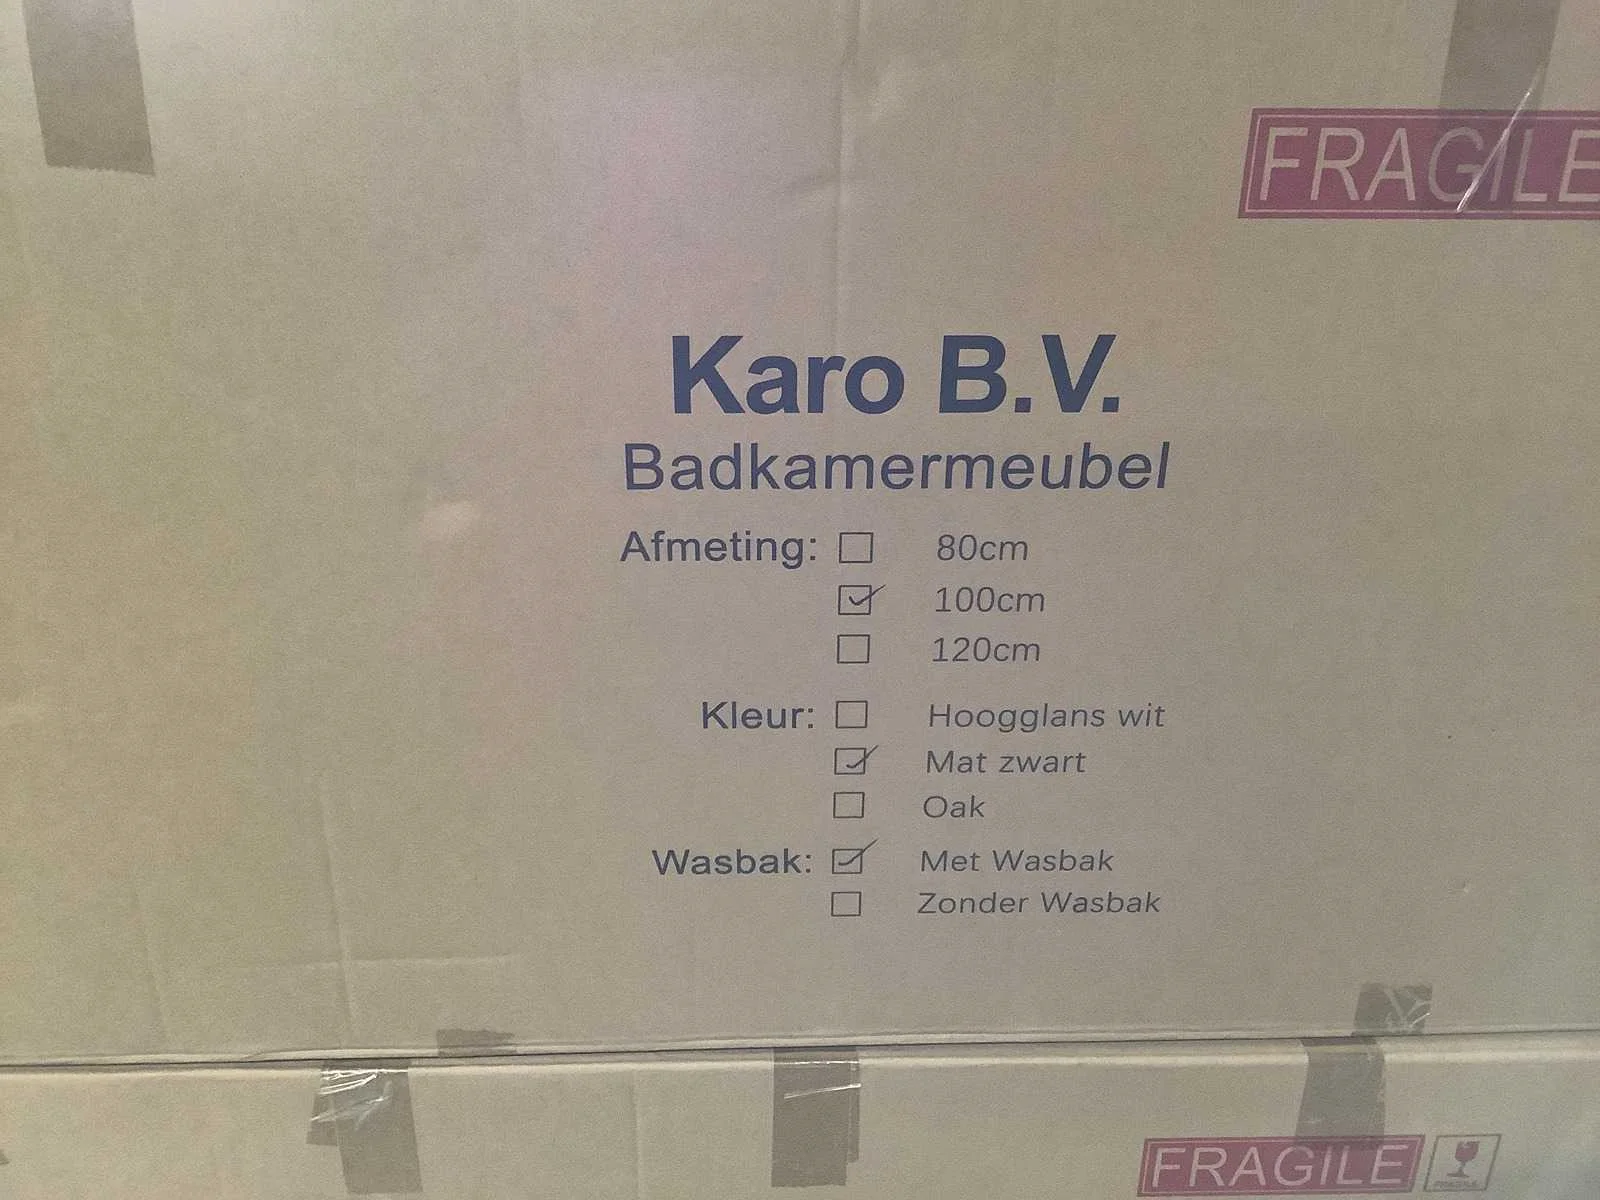 FRAGILE
Karo B.V.
Badkamermeubel
Afmeting: ☐ 80cm
☑ 100cm
☐ 120cm
Kleur: ☐ Hoogglans wit
☑ Mat zwart
☐ Oak
Wasbak: ☑ Met Wasbak
☐ Zonder Wasbak
FRAGILE
FRAGILE